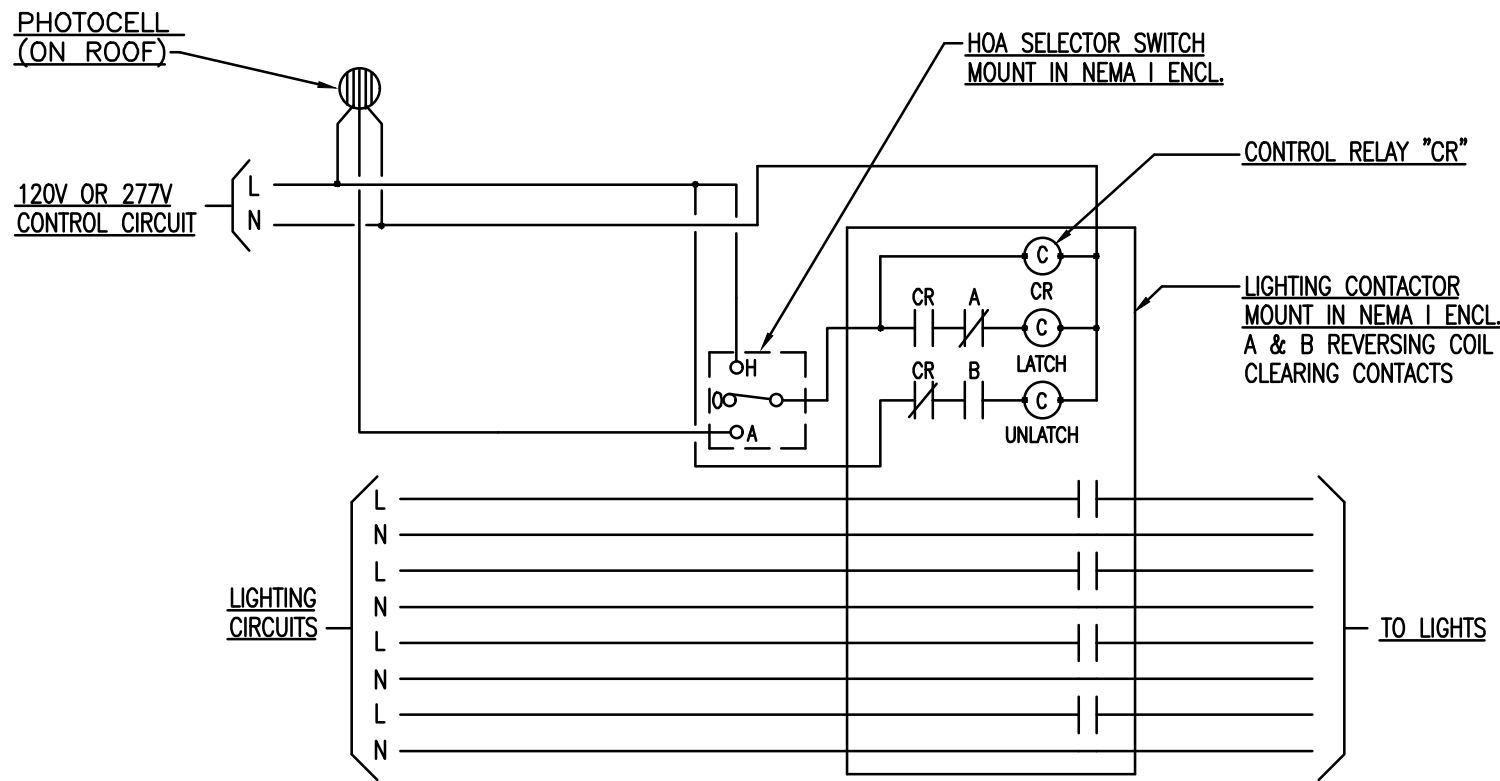 PHOTOCELL
(ON ROOF)
HOA SELECTOR SWITCH
MOUNT IN NEMA I ENCL.
CONTROL RELAY "CR"
120V OR 277V
CONTROL CIRCUIT
L
N
C
CR
CR
A
C
LATCH
CR
B
C
UNLATCH
LIGHTING CONTACTOR
MOUNT IN NEMA I ENCL.
A & B REVERSING COIL
CLEARING CONTACTS
H
O
A
LIGHTING
CIRCUITS
L
N
L
N
L
N
L
N
TO LIGHTS